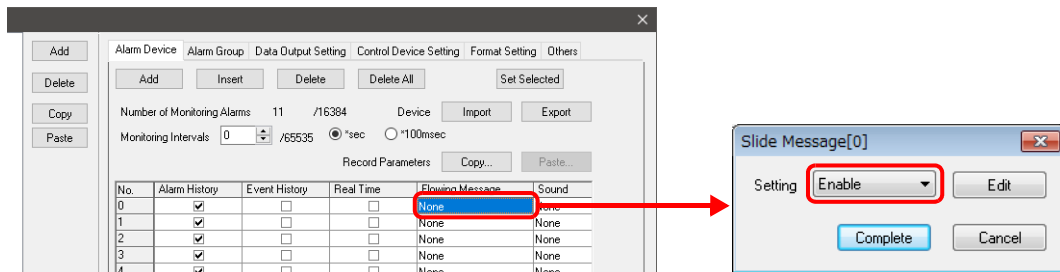 Add
Delete
Copy
Paste
Alarm Device Alarm Group Data Output Setting Control Device Setting Format Setting Others
Add Insert Delete Delete All Set Selected
Number of Monitoring Alarms 11 /16384 Device Import Export
Monitoring Intervals 0 /65535 *sec *100msec
Record Parameters Copy... Paste...
No. Alarm History Event History Real Time Flowing Message Sound
0 None None
1 None None
2 None None
3 None None
4 None None
Slide Message[0]
Setting Enable Edit
Complete Cancel